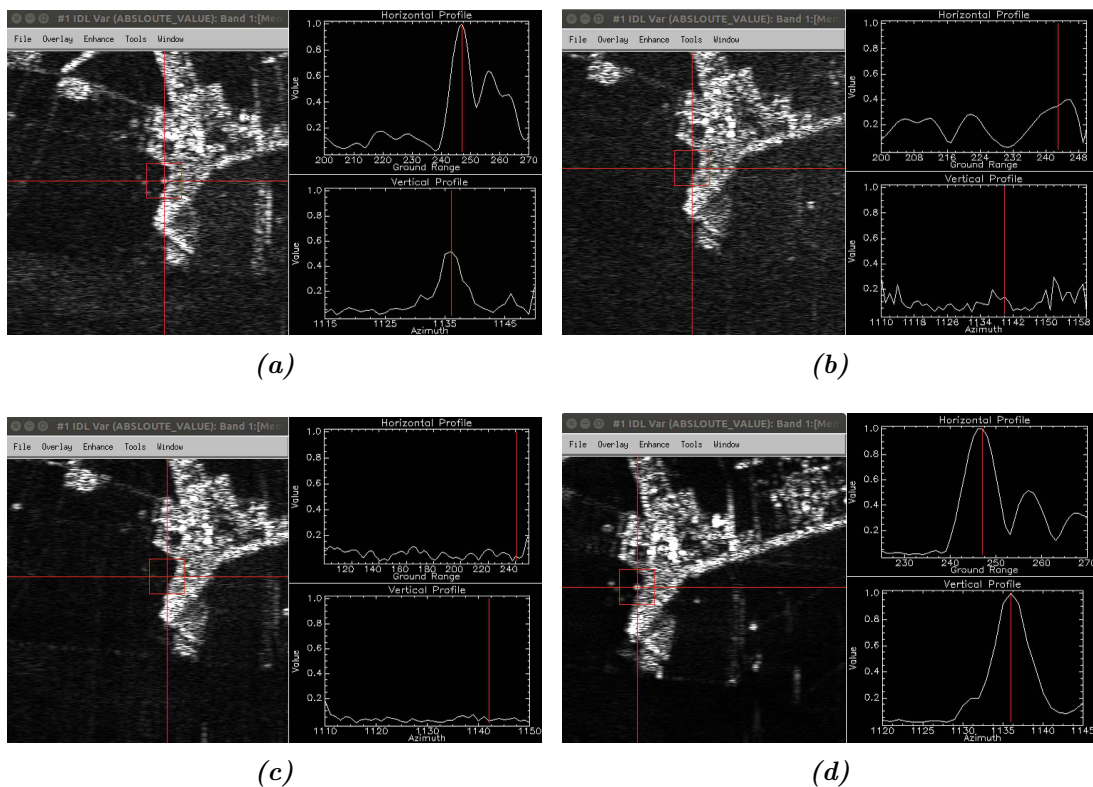 #1 IDL Var (ABSLOUTE_VALUE): Band 1:[Mem
File Overlay Enhance Tools Window
Horizontal Profile
Value
1.0
0.8
0.6
0.4
0.2
200 210 220 230 240 250 260 270
Ground Range
Vertical Profile
Value
1.0
0.8
0.6
0.4
0.2
1115 1125 1135 1145
Azimuth
(a)
#1 IDL Var (ABSLOUTE_VALUE): Band 1:[Mem
File Overlay Enhance Tools Window
Horizontal Profile
Value
1.0
0.8
0.6
0.4
0.2
200 208 216 224 232 240 248
Ground Range
Vertical Profile
Value
1.0
0.8
0.6
0.4
0.2
1110 1118 1126 1134 1142 1150 1158
Azimuth
(b)
#1 IDL Var (ABSLOUTE_VALUE): Band 1:[Mem
File Overlay Enhance Tools Window
Horizontal Profile
Value
1.0
0.8
0.6
0.4
0.2
120 140 160 180 200 220 240
Ground Range
Vertical Profile
Value
1.0
0.8
0.6
0.4
0.2
1110 1120 1130 1140 1150
Azimuth
(c)
#1 IDL Var (ABSLOUTE_VALUE): Band 1:[Mem
File Overlay Enhance Tools Window
Horizontal Profile
Value
1.0
0.8
0.6
0.4
0.2
230 240 250 260 270
Ground Range
Vertical Profile
Value
1.0
0.8
0.6
0.4
0.2
1120 1125 1130 1135 1140 1145
Azimuth
(d)